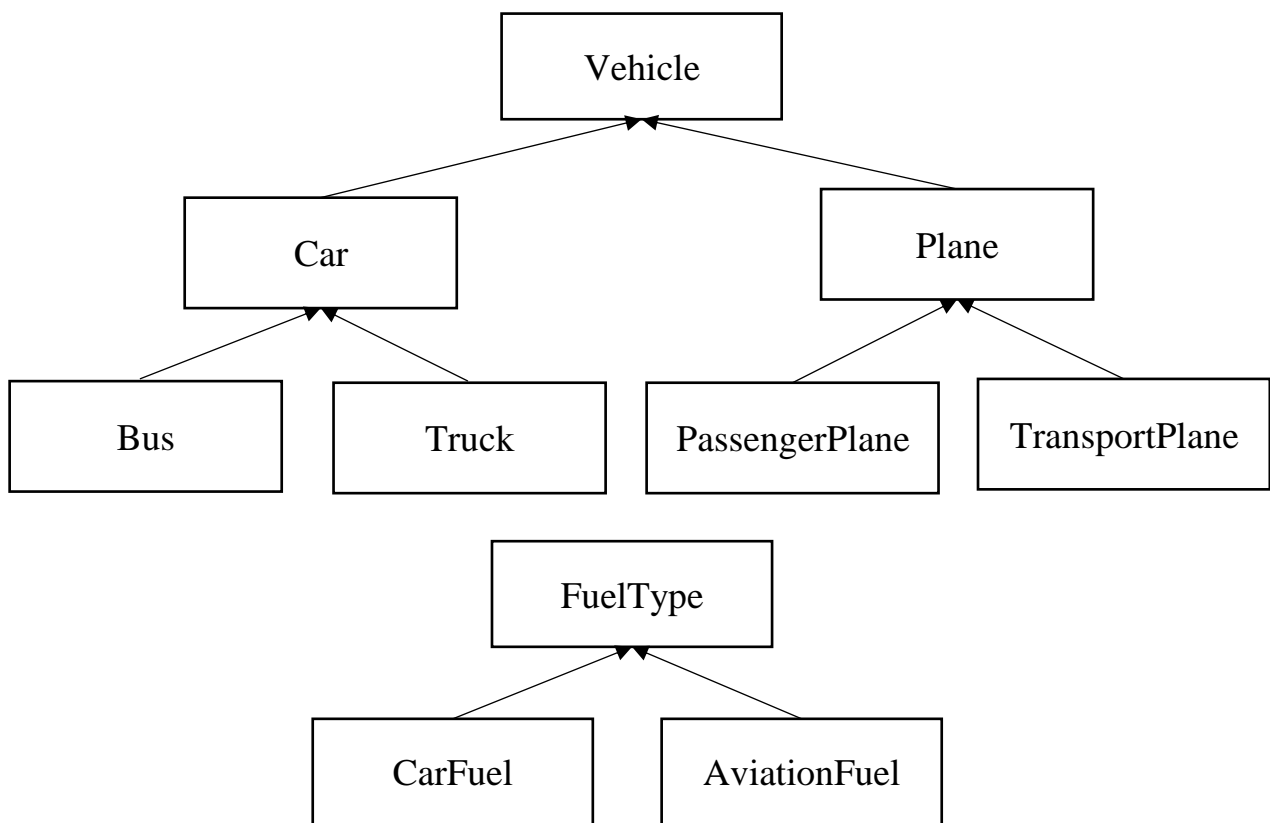 Vehicle
Car
Plane
Bus
Truck
PassengerPlane
TransportPlane
FuelType
CarFuel
AviationFuel